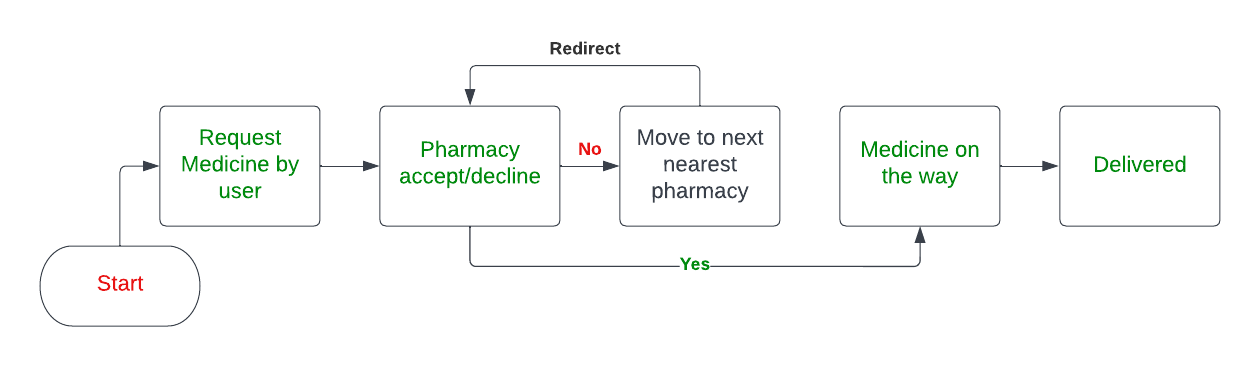 Redirect
Request
Medicine by
user
Pharmacy
accept/decline
No
Move to next
nearest
pharmacy
Medicine on
the way
Delivered
Yes
Start